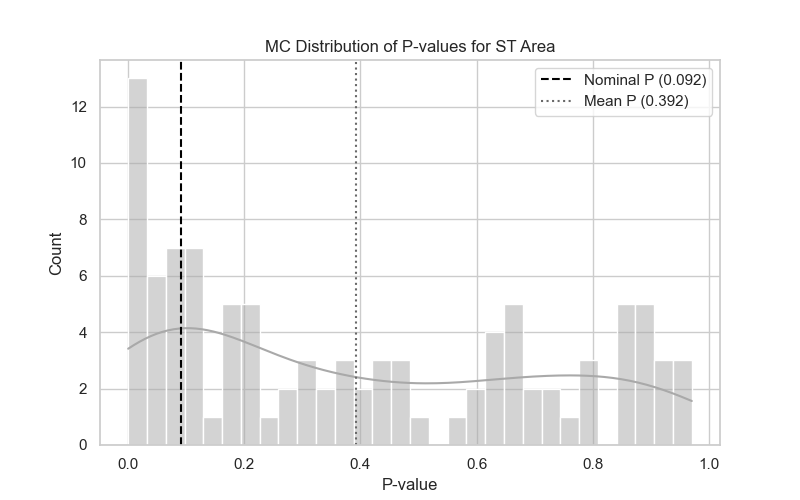 MC Distribution of P-values for ST Area
Nominal P (0.092)
Mean P (0.392)
Count
12
10
8
6
4
2
0
0.0 0.2 0.4 0.6 0.8 1.0
P-value